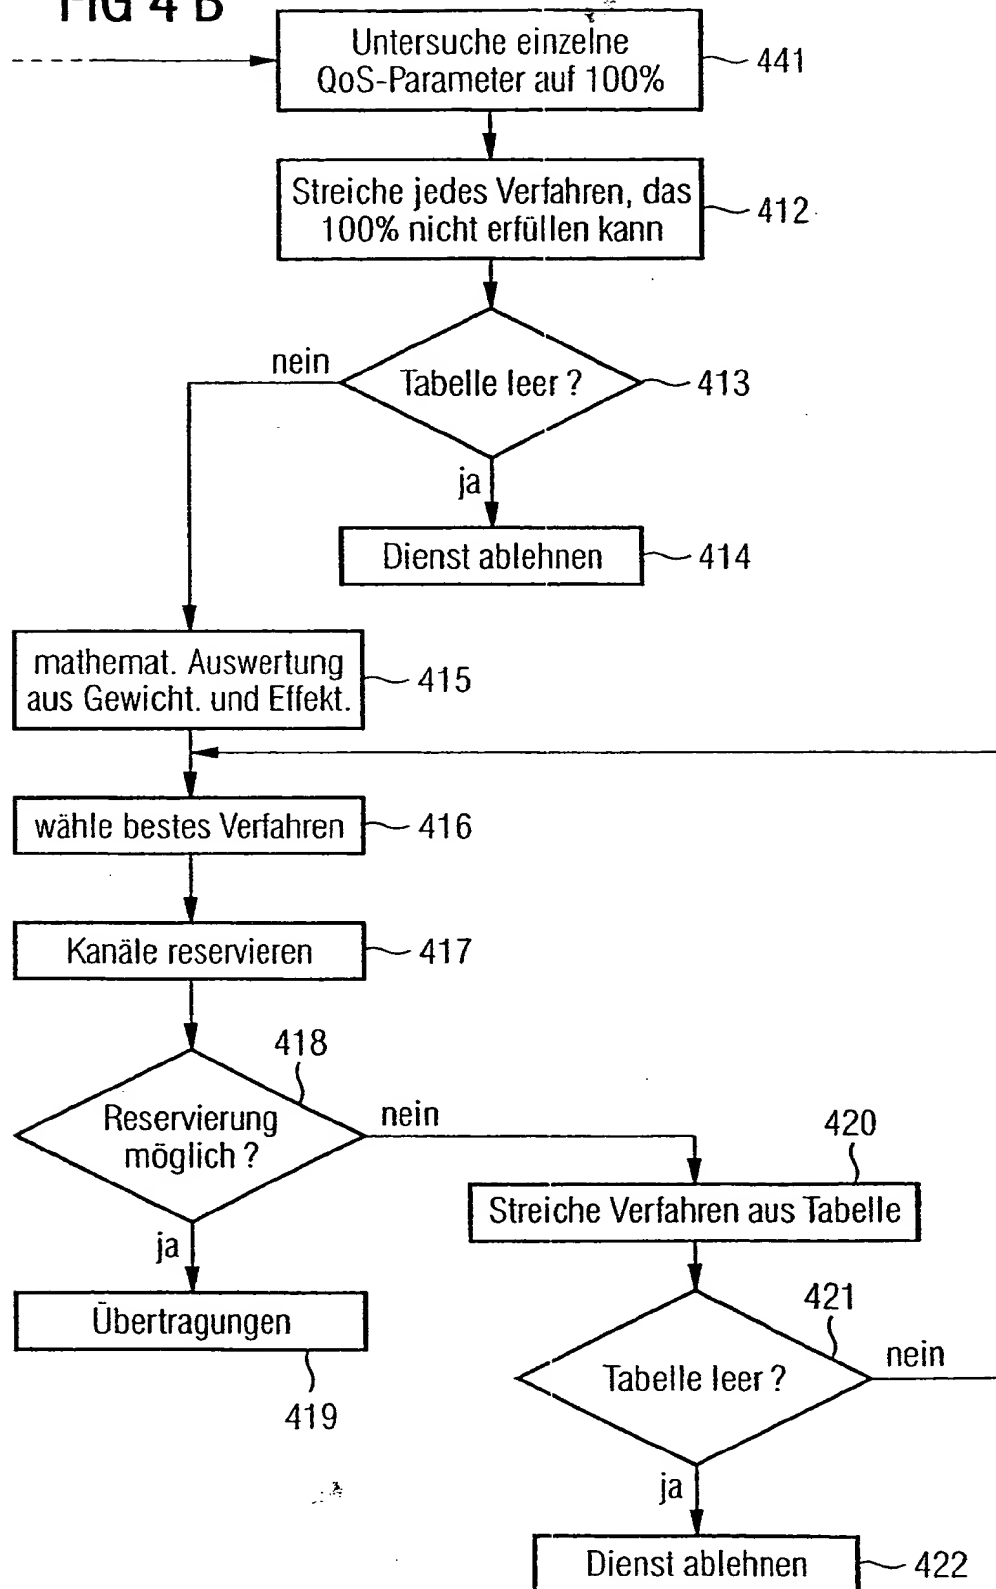 FIG 4 B
Untersuche einzelne
QoS-Parameter auf 100%
441
Streiche jedes Verfahren, das
100% nicht erfüllen kann
412
nein
Tabelle leer ?
413
ja
Dienst ablehnen
414
mathemat. Auswertung
aus Gewicht. und Effekt.
415
wähle bestes Verfahren
416
Kanäle reservieren
417
418
Reservierung
möglich ?
nein
420
Streiche Verfahren aus Tabelle
ja
Übertragungen
419
421
Tabelle leer ?
nein
ja
Dienst ablehnen
422